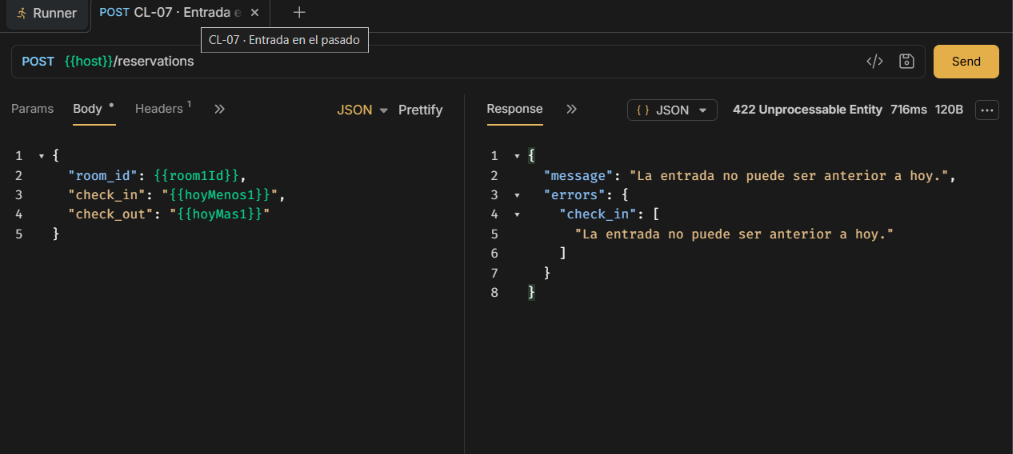 Runner
POST CL-07 · Entrada e ×
+
CL-07 · Entrada en el pasado
POST {{host}}/reservations
</>
Send
Params Body Headers 1 »
JSON Prettify
1 {
2 "room_id": {{room1Id}},
3 "check_in": "{{hoyMenos1}}",
4 "check_out": "{{hoyMas1}}"
5 }
Response »
{ } JSON
422 Unprocessable Entity 716ms 120B
...
1 {
2 "message": "La entrada no puede ser anterior a hoy.",
3 "errors": {
4 "check_in": [
5 "La entrada no puede ser anterior a hoy."
6 ]
7 }
8 }